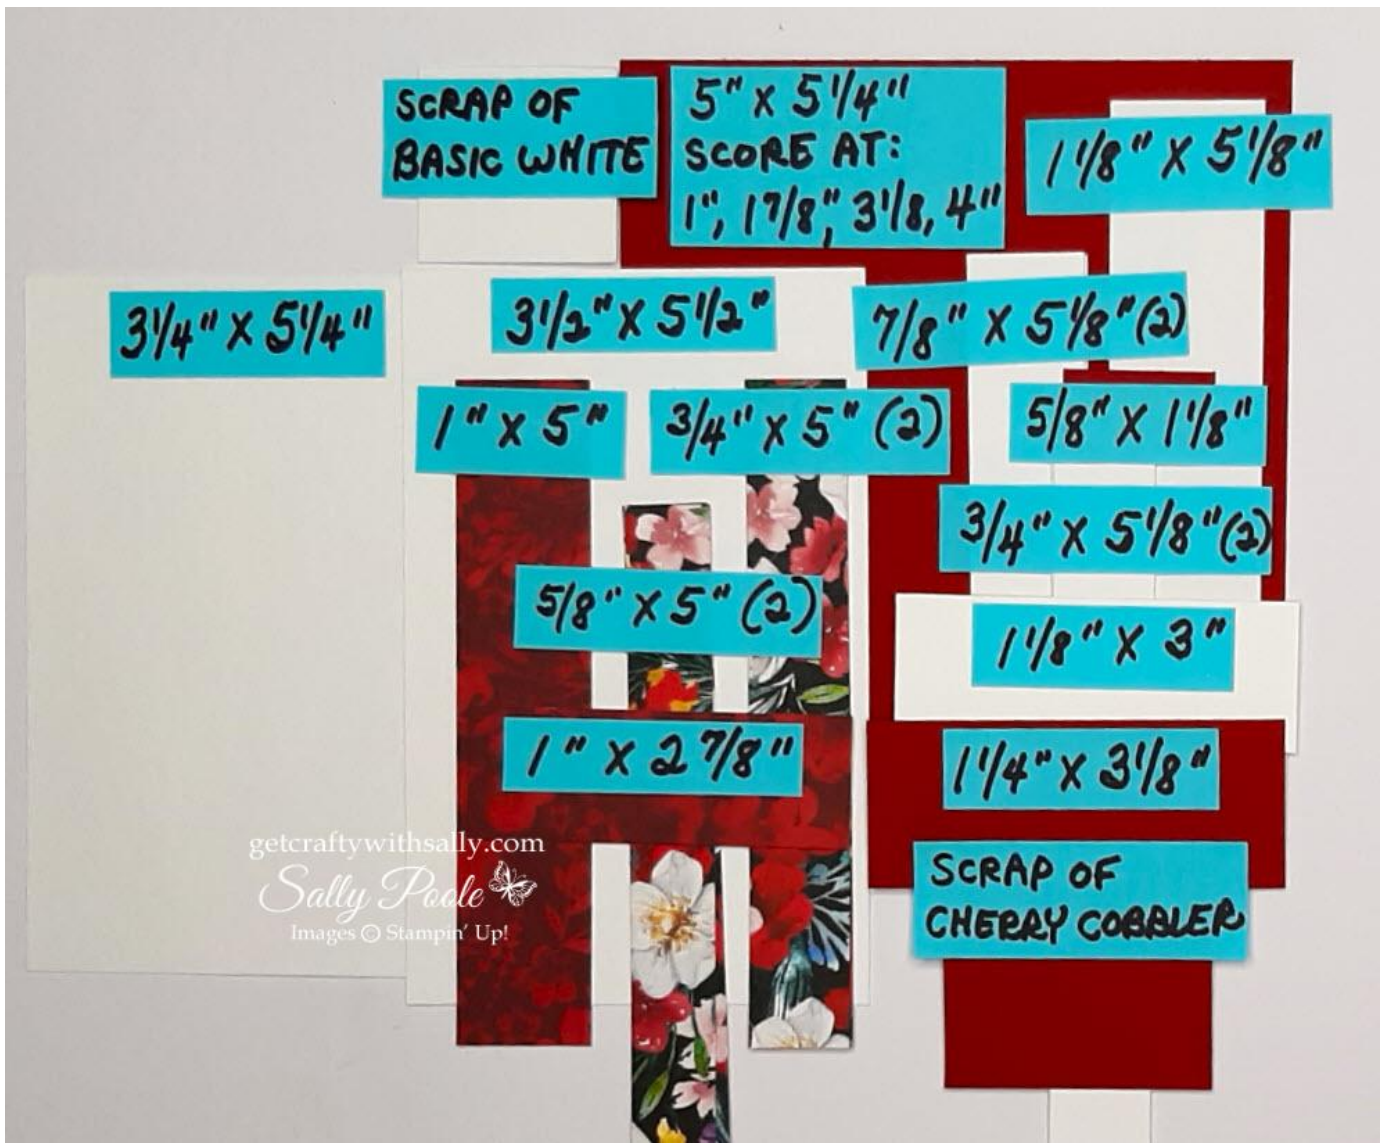 SCRAP OF
BASIC WHITE
5" X 5 1/4"
SCORE AT:
1", 1 7/8", 3 1/8, 4"
1 1/8" X 5 1/8"
3 1/4" X 5 1/4"
3 1/2" X 5 1/2"
7/8" X 5 1/8" (2)
1" X 5"
3/4" X 5" (2)
5/8" X 1 1/8"
3/4" X 5 1/8" (2)
5/8" X 5" (2)
1 1/8" X 3"
1" X 2 7/8"
1 1/4" X 3 1/8"
SCRAP OF
CHERRY COBBLER
getcraftywithsally.com
Sally Poole
Images © Stampin' Up!